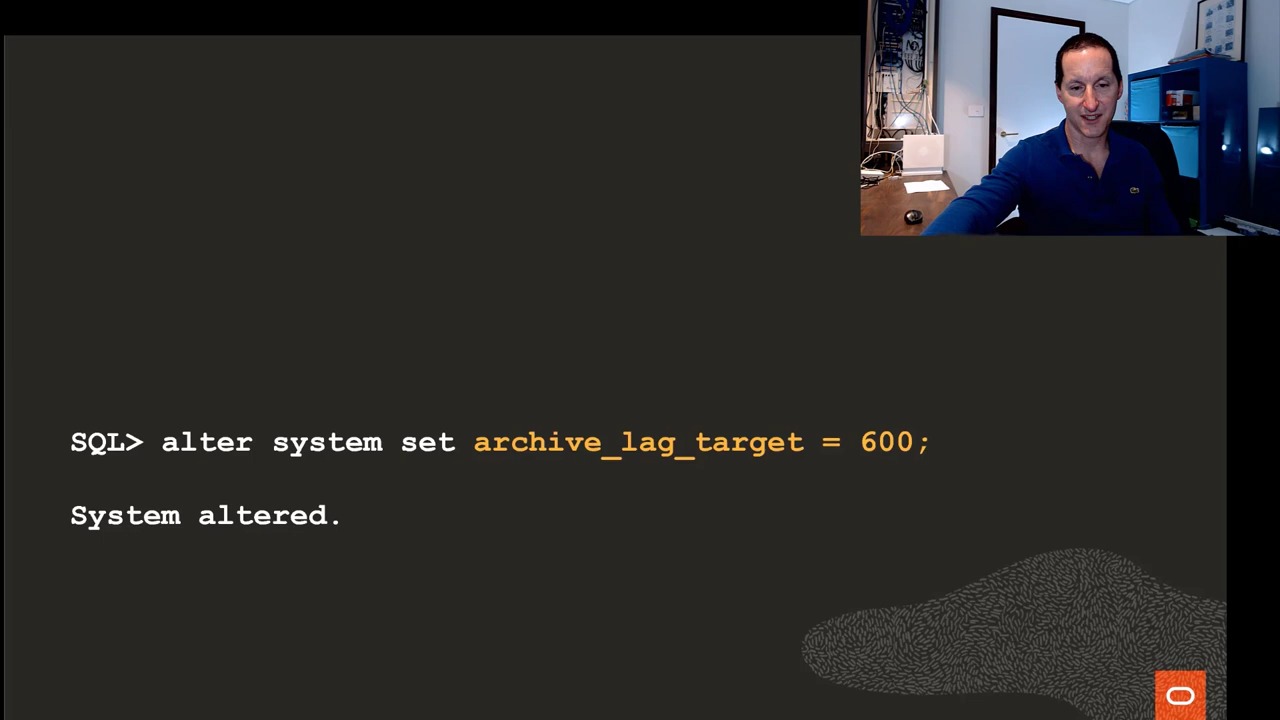 SQL> alter system set archive_lag_target = 600;
System altered.